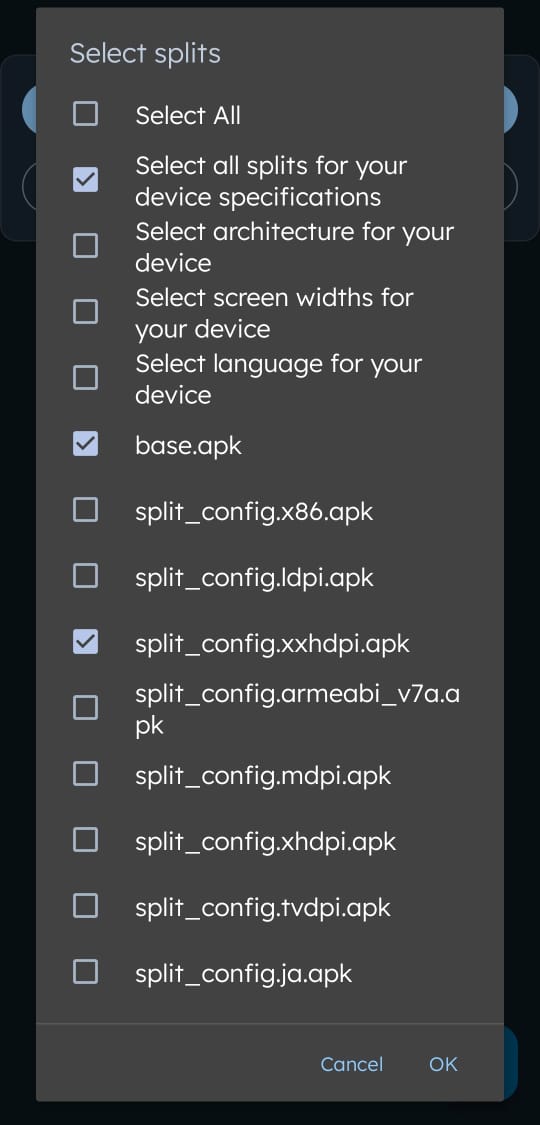 Select splits
Select All
Select all splits for your
device specifications
Select architecture for your
device
Select screen widths for
your device
Select language for your
device
base.apk
split_config.x86.apk
split_config.ldpi.apk
split_config.xxhdpi.apk
split_config.armeabi_v7a.a
pk
split_config.mdpi.apk
split_config.xhdpi.apk
split_config.tvdpi.apk
split_config.ja.apk
Cancel
OK